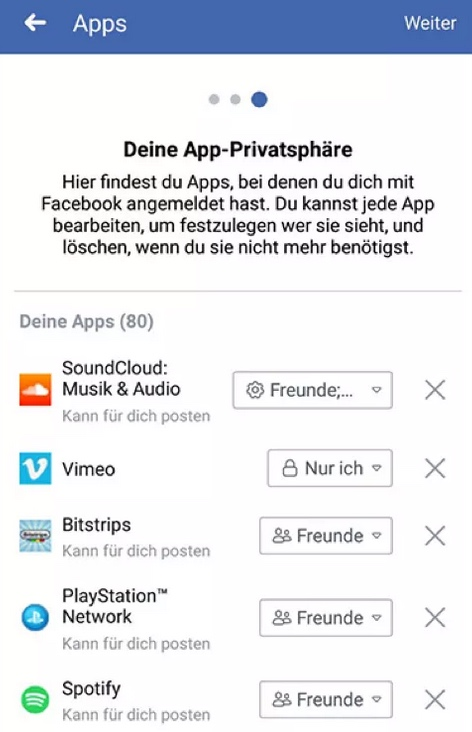 Apps Weiter
Deine App-Privatsphäre
Hier findest du Apps, bei denen du dich mit
Facebook angemeldet hast. Du kannst jede App
bearbeiten, um festzulegen wer sie sieht, und
löschen, wenn du sie nicht mehr benötigst.
Deine Apps (80)
SoundCloud:
Musik & Audio
Kann für dich posten
Freunde;...
Vimeo
Nur ich
Bitstrips
Kann für dich posten
Freunde
PlayStation™
Network
Kann für dich posten
Freunde
Spotify
Kann für dich posten
Freunde